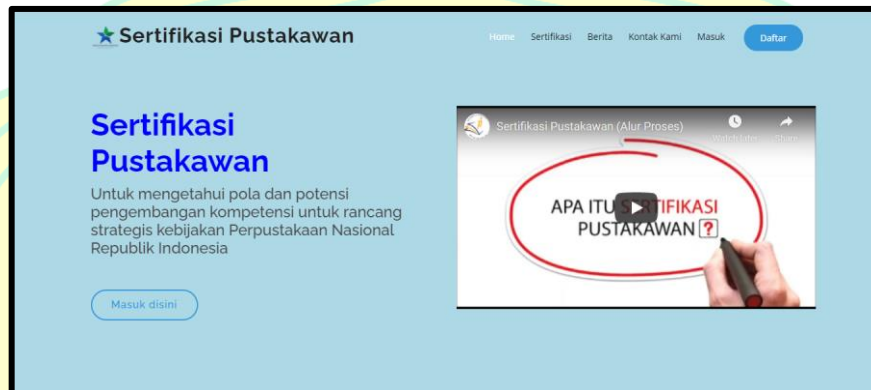 Sertifikasi Pustakawan
Home Sertifikasi Berita Kontak Kami Masuk Daftar
Sertifikasi
Pustakawan
Untuk mengetahui pola dan potensi
pengembangan kompetensi untuk rancang
strategis kebijakan Perpustakaan Nasional
Republik Indonesia
Masuk disini
Sertifikasi Pustakawan (Alur Proses)
Watch later Share
APA ITU SERTIFIKASI
PUSTAKAWAN ?